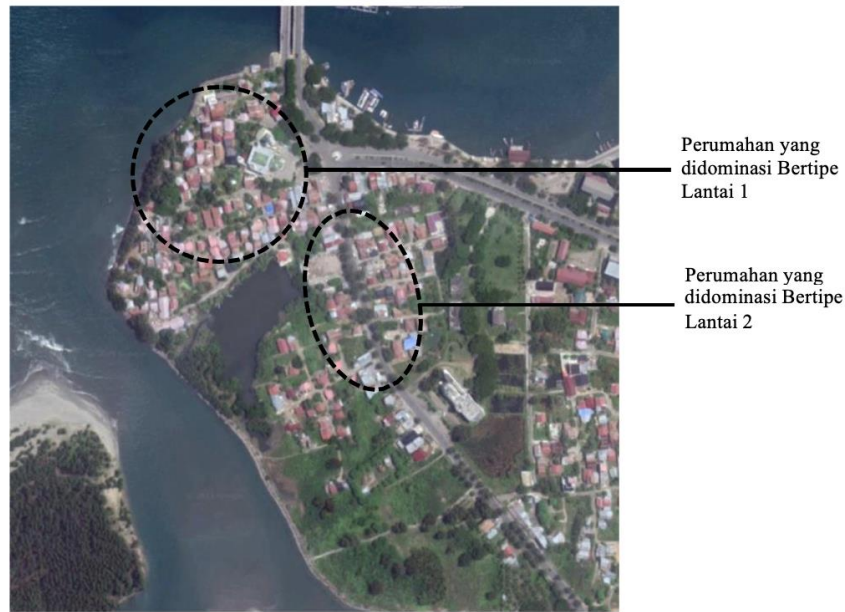 Perumahan yang
didominasi Bertipe
Lantai 1
Perumahan yang
didominasi Bertipe
Lantai 2